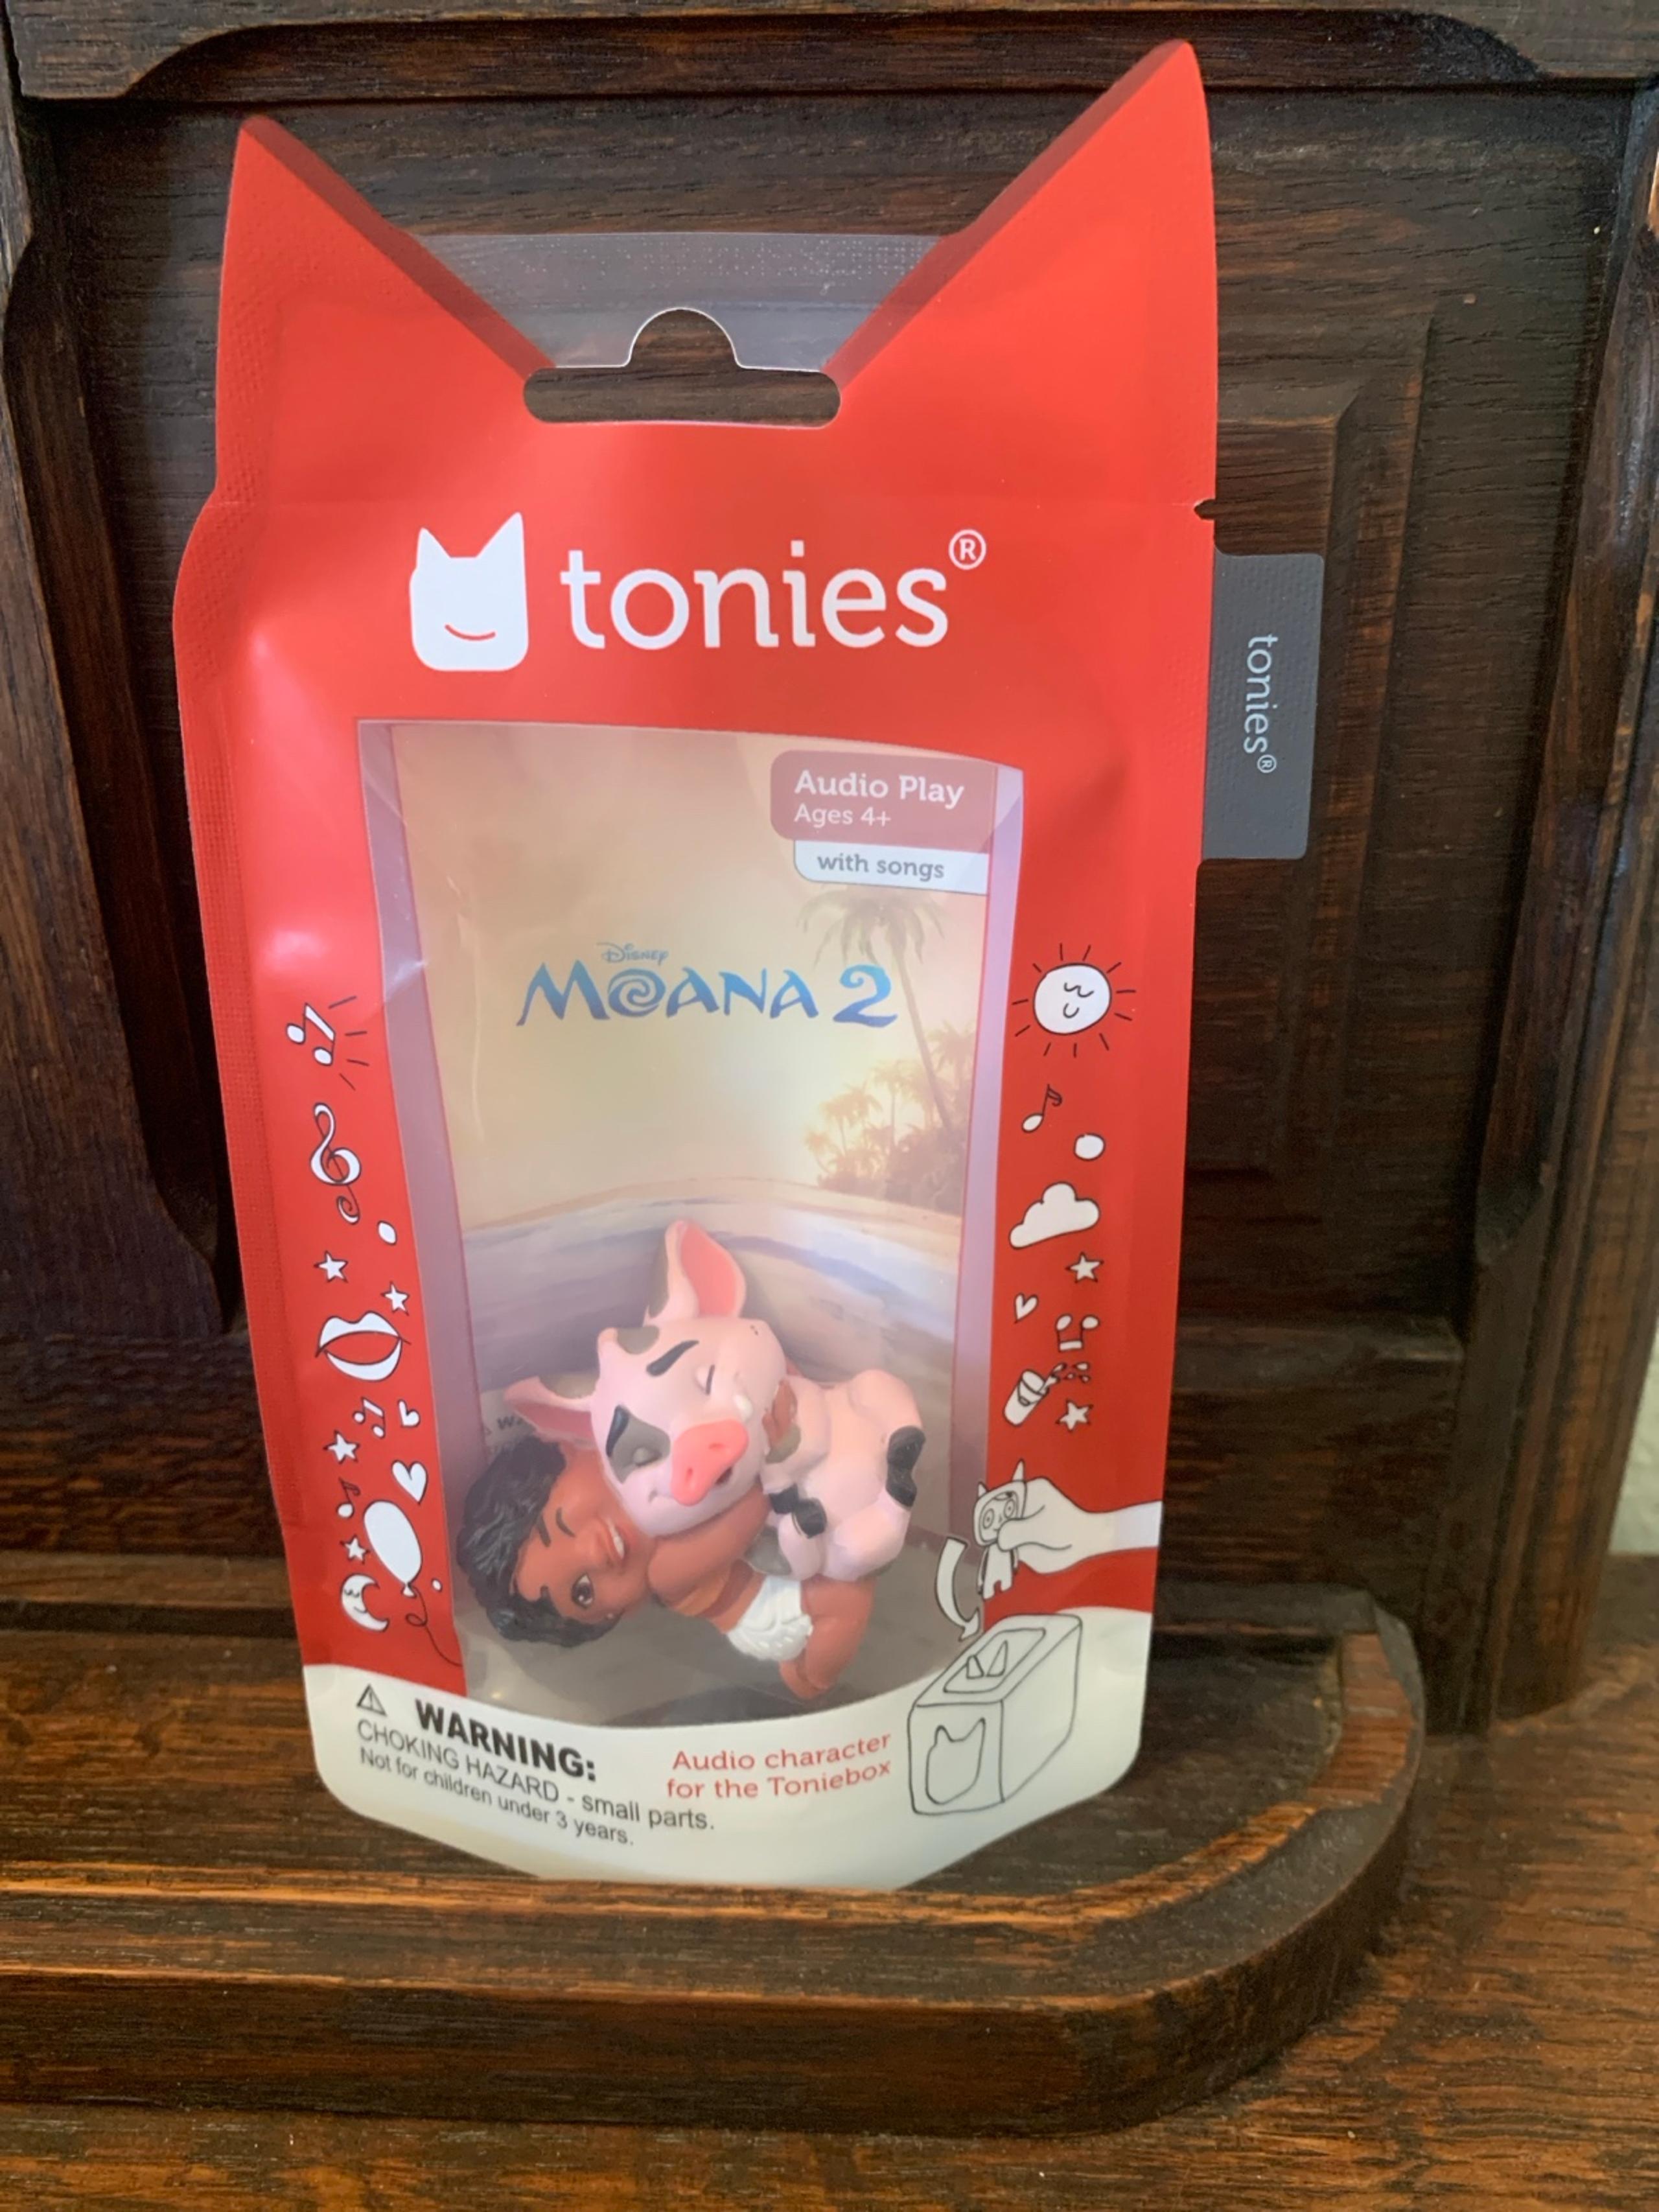 tonies®
tonies®
Audio Play
Ages 4+
with songs
Disney
MOANA 2
WARNING:
CHOKING HAZARD - small parts.
Not for children under 3 years.
Audio character
for the Toniebox